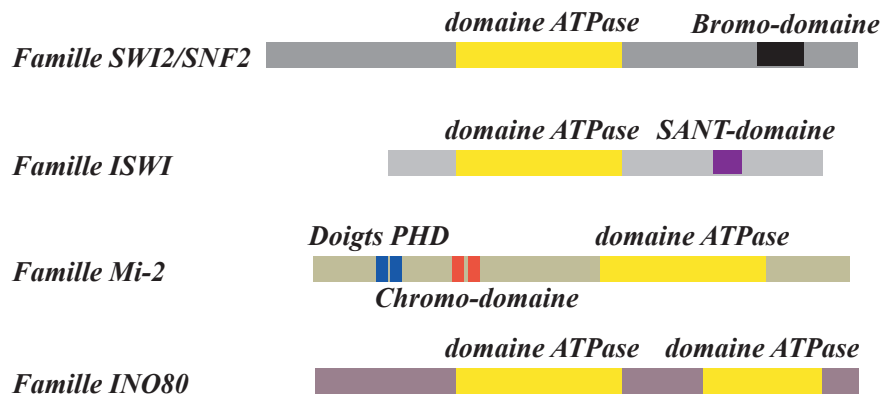 domaine ATPase Bromo-domaine
Famille SWI2/SNF2
domaine ATPase SANT-domaine
Famille ISWI
Doigts PHD domaine ATPase
Famille Mi-2
Chromo-domaine
domaine ATPase domaine ATPase
Famille INO80